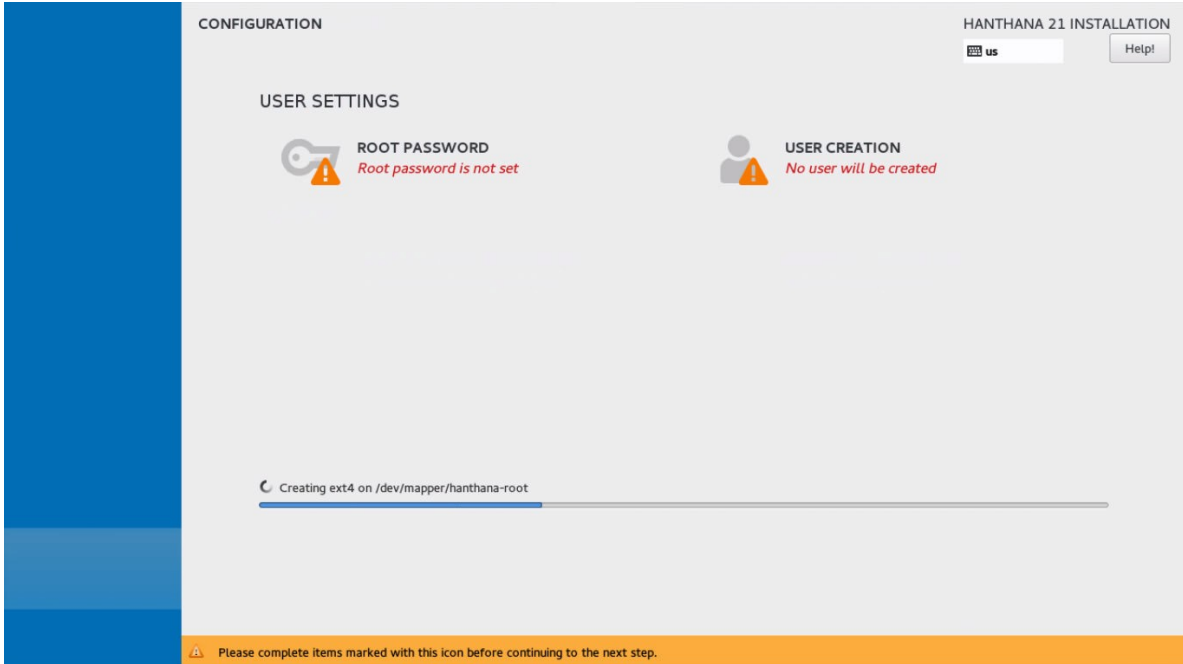 CONFIGURATION
HANTHANA 21 INSTALLATION
us
Help!
USER SETTINGS
ROOT PASSWORD
Root password is not set
USER CREATION
No user will be created
Creating ext4 on /dev/mapper/hanthana-root
Please complete items marked with this icon before continuing to the next step.